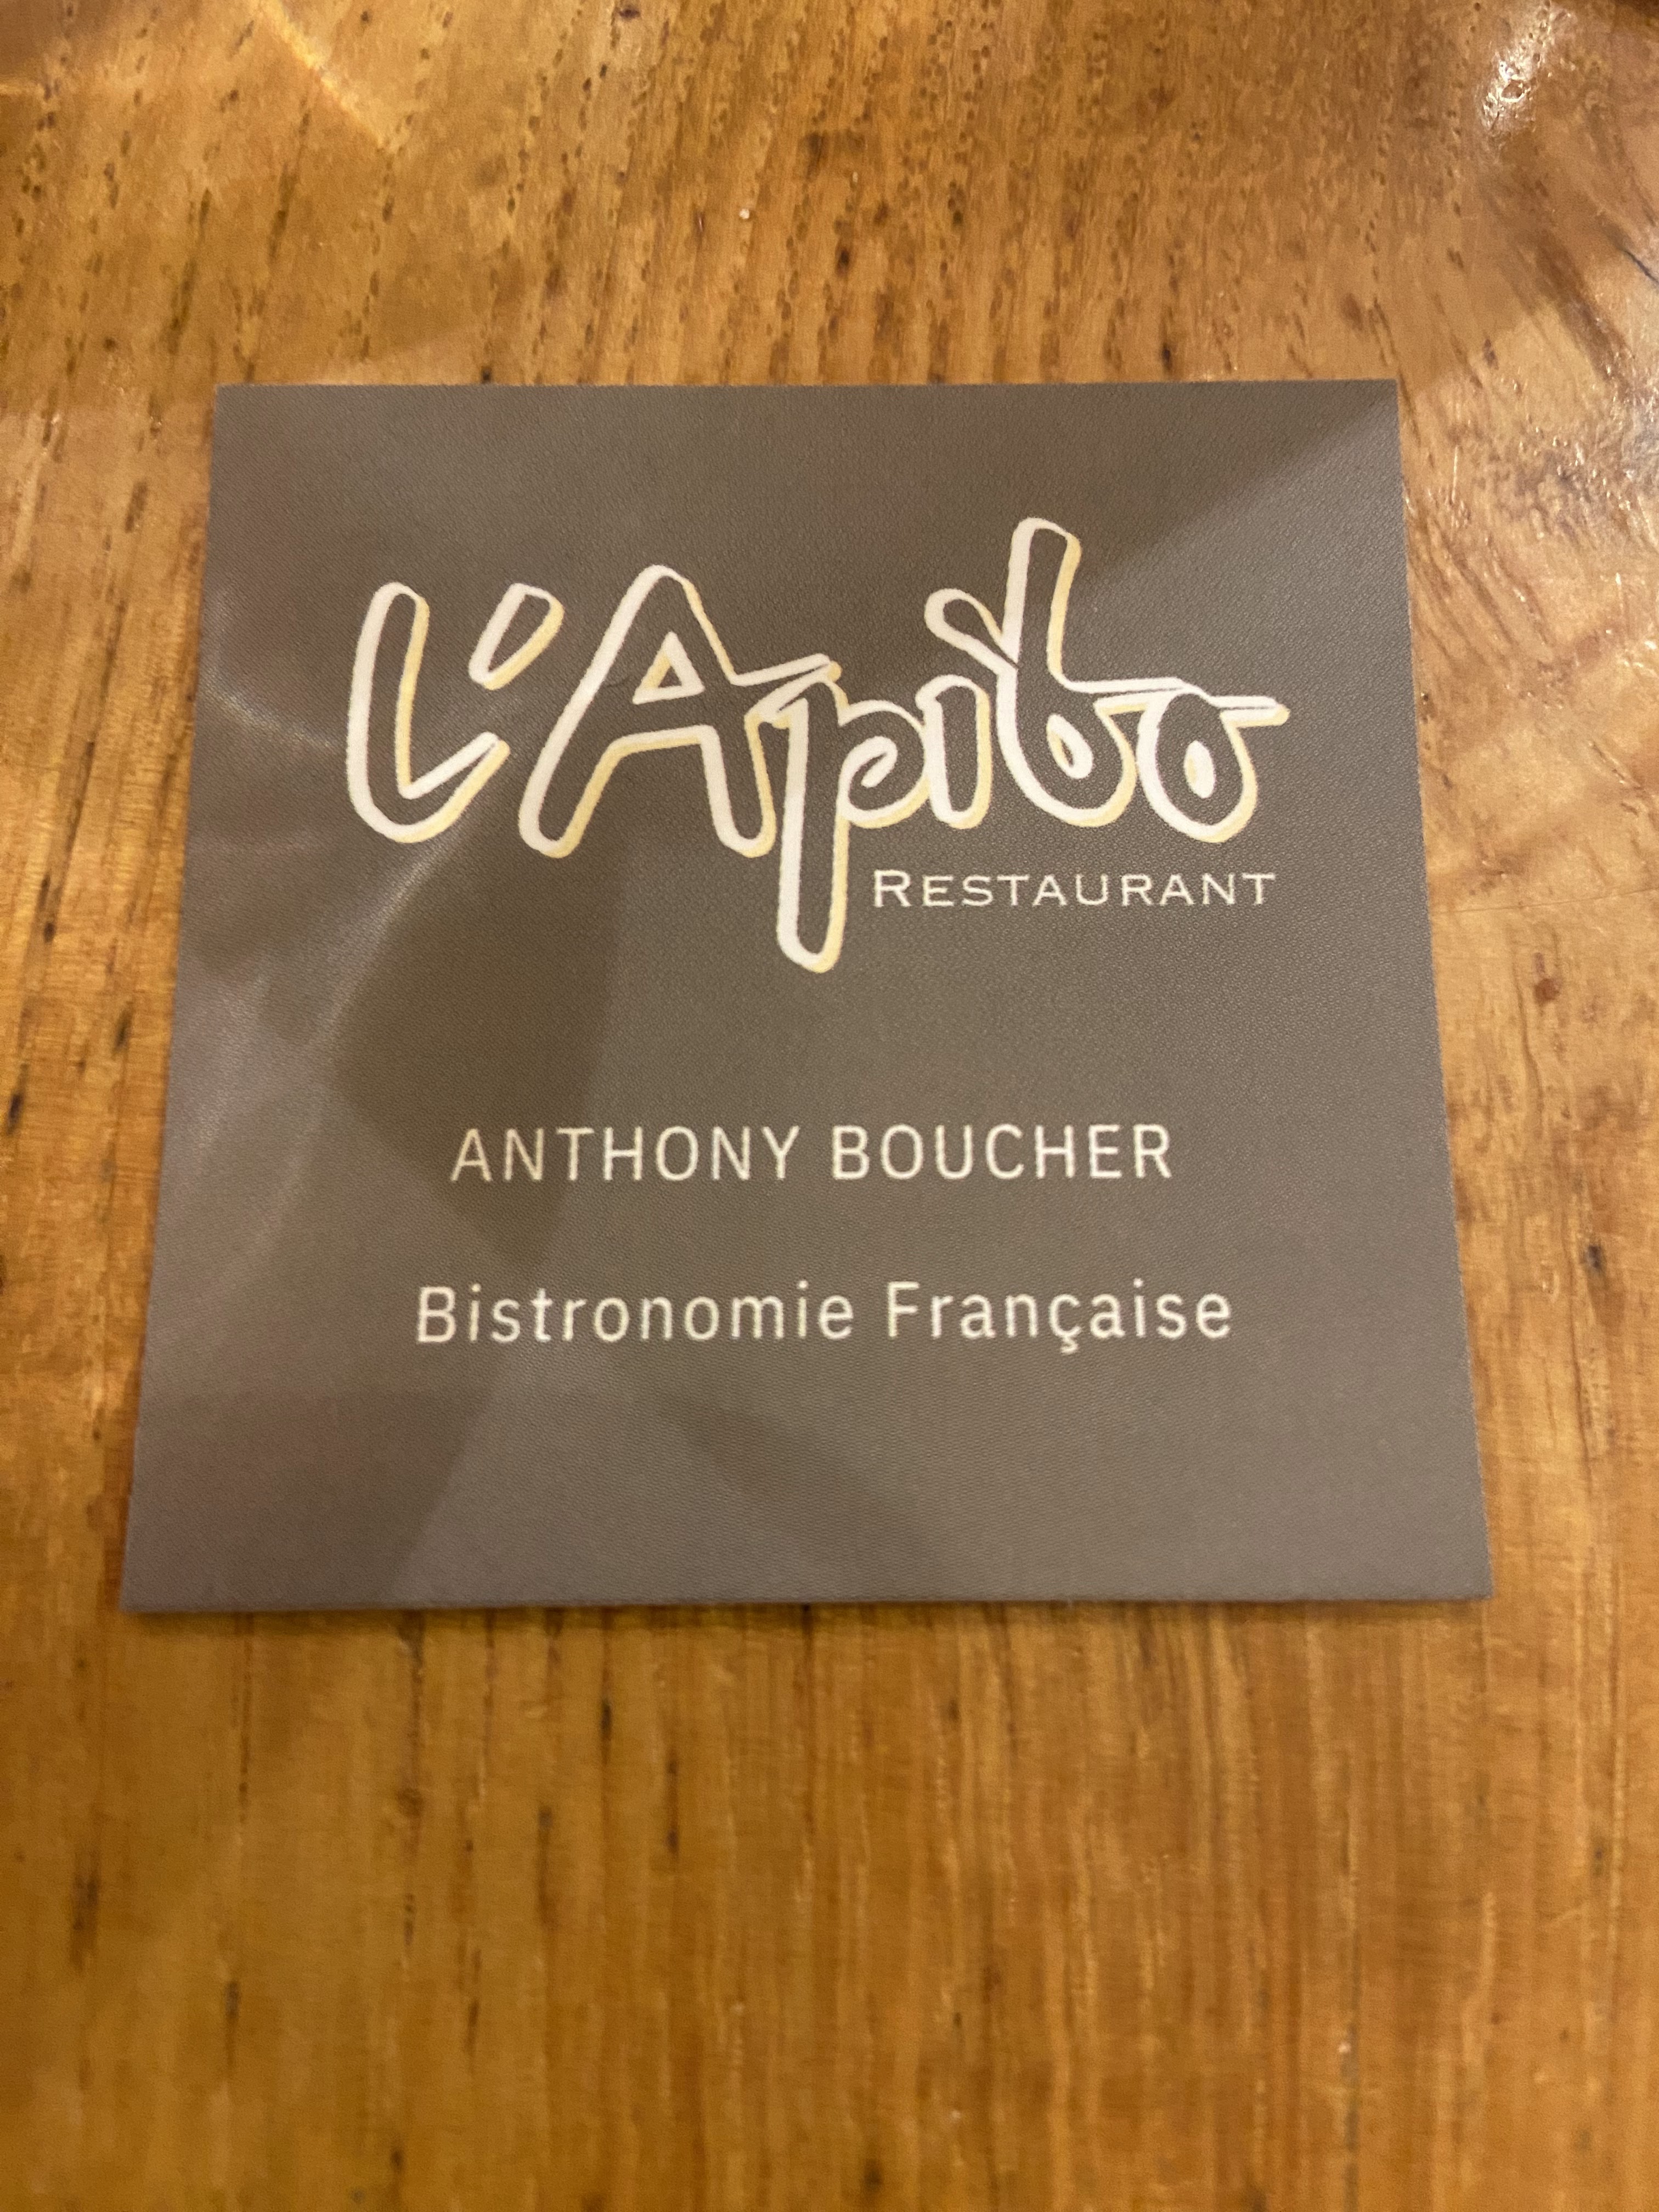 L'Apibo
RESTAURANT
ANTHONY BOUCHER
Bistronomie Française